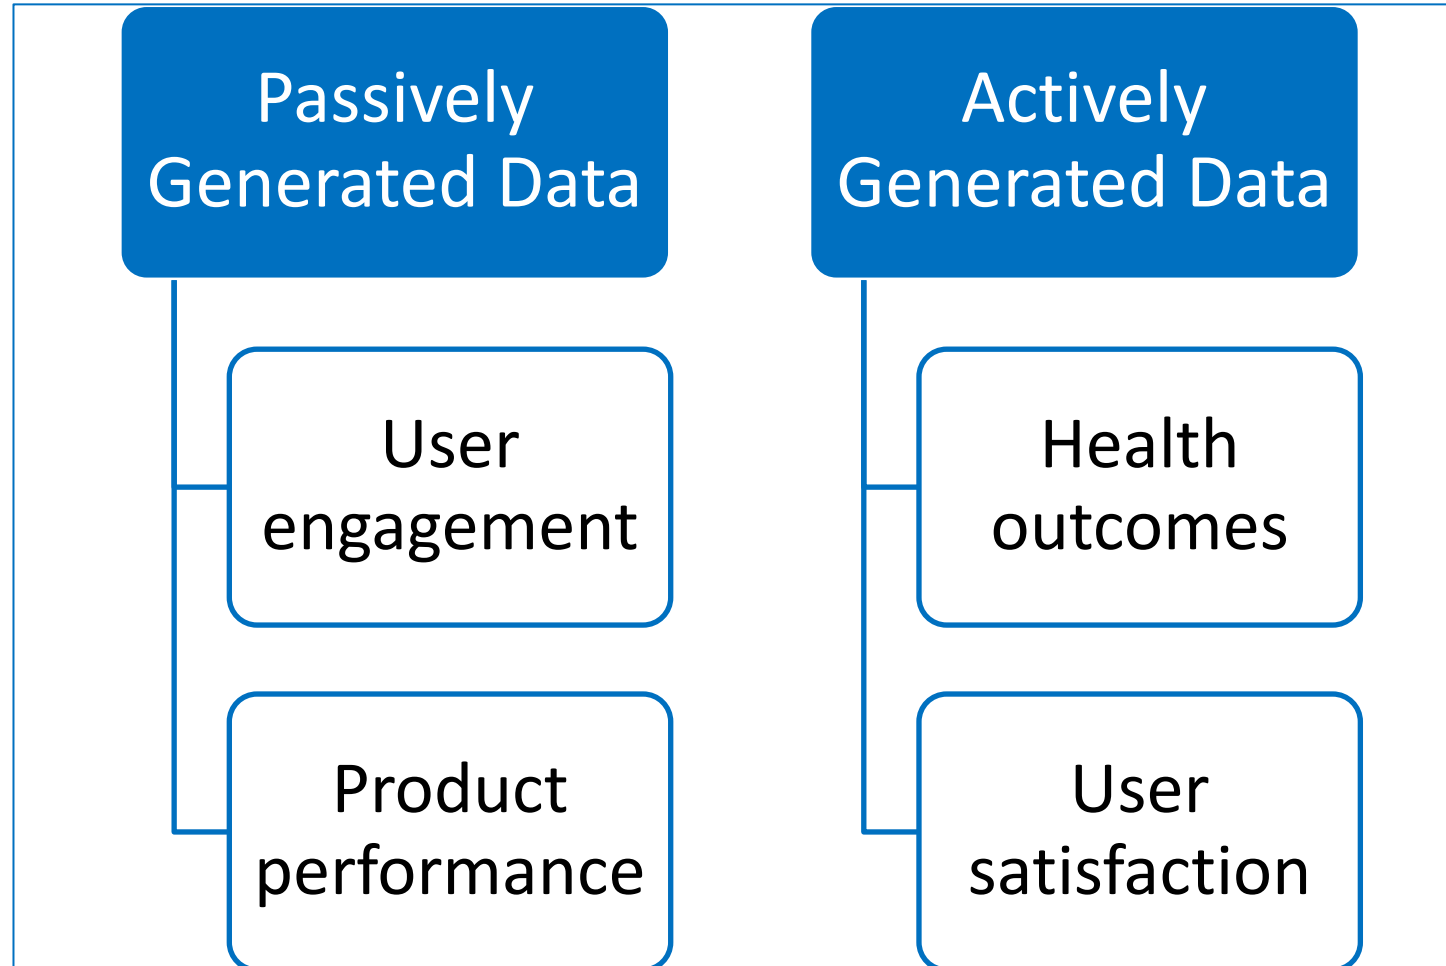 Passively
Generated Data
User
engagement
Product
performance
Actively
Generated Data
Health
outcomes
User
satisfaction